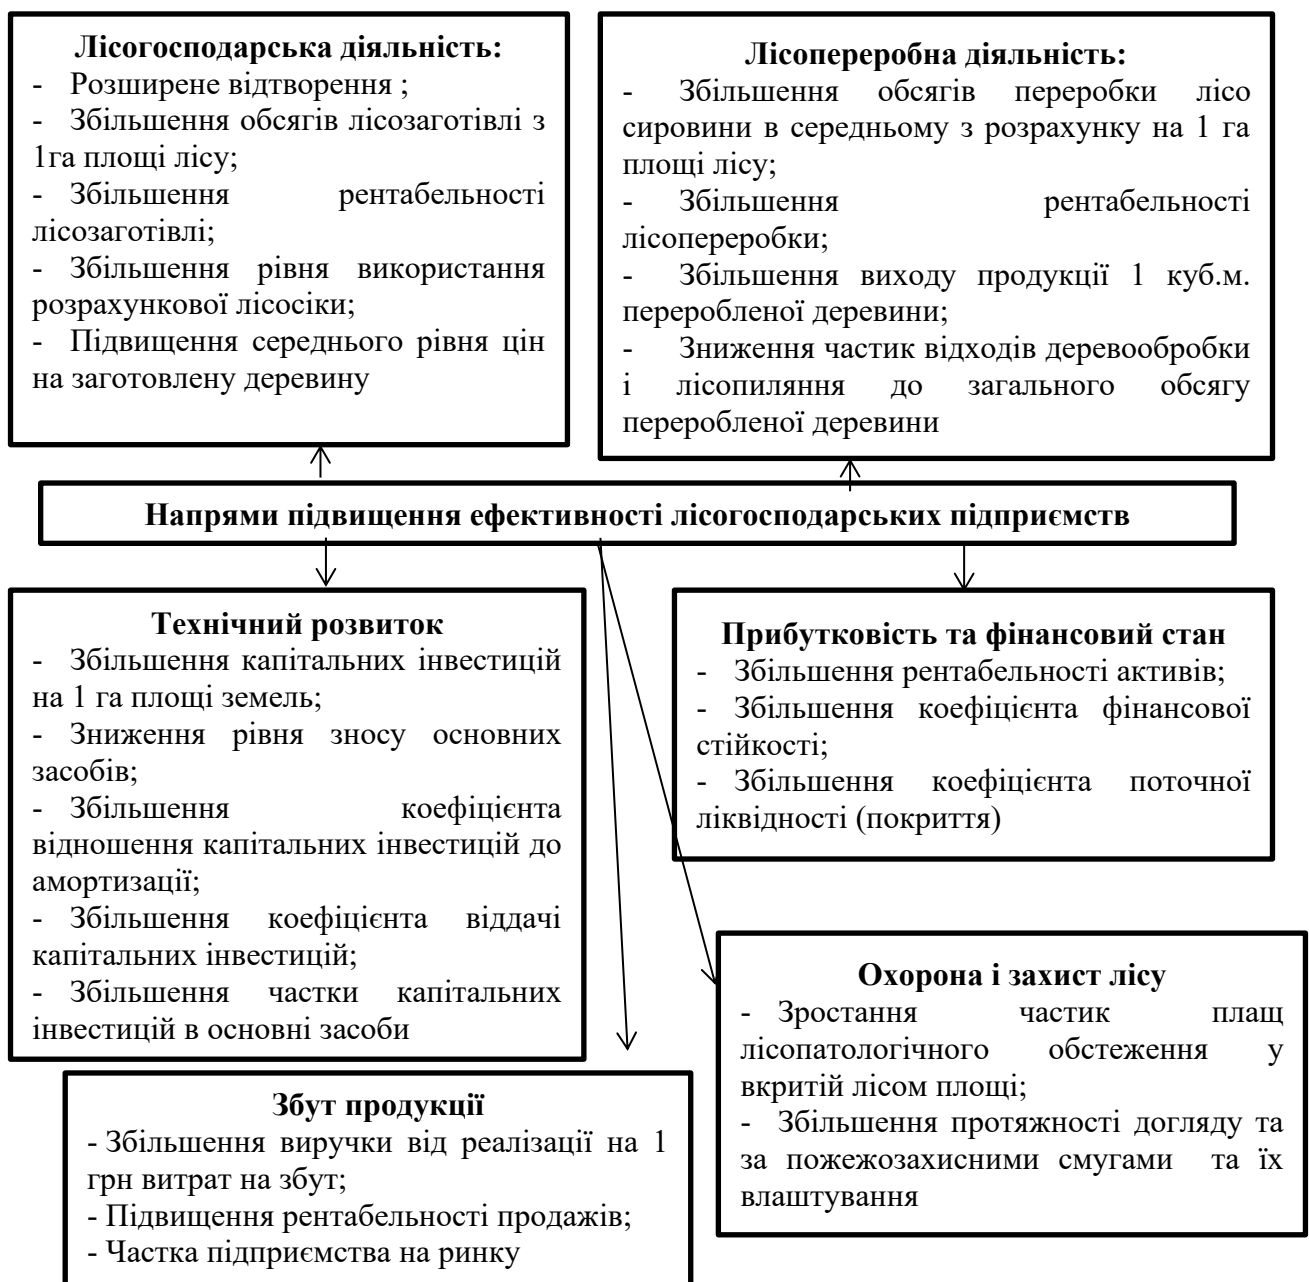 Лісогосподарська діяльність:
- Розширене відтворення ;
- Збільшення обсягів лісозаготівлі з
1га площі лісу;
- Збільшення рентабельності
лісозаготівлі;
- Збільшення рівня використання
розрахункової лісосіки;
- Підвищення середнього рівня цін
на заготовлену деревину
Лісопереробна діяльність:
- Збільшення обсягів переробки лісо
сировини в середньому з розрахунку на 1 га
площі лісу;
- Збільшення рентабельності
лісопереробки;
- Збільшення виходу продукції 1 куб.м.
переробленої деревини;
- Зниження частик відходів деревообробки
і лісопиляння до загального обсягу
переробленої деревини
Напрями підвищення ефективності лісогосподарських підприємств
Технічний розвиток
- Збільшення капітальних інвестицій
на 1 га площі земель;
- Зниження рівня зносу основних
засобів;
- Збільшення коефіцієнта
відношення капітальних інвестицій до
амортизації;
- Збільшення коефіцієнта віддачі
капітальних інвестицій;
- Збільшення частки капітальних
інвестицій в основні засоби
Прибутковість та фінансовий стан
- Збільшення рентабельності активів;
- Збільшення коефіцієнта фінансової
стійкості;
- Збільшення коефіцієнта поточної
ліквідності (покриття)
Охорона і захист лісу
- Зростання частик плащ
лісопатологічного обстеження у
вкритій лісом площі;
- Збільшення протяжності догляду та
за пожежозахисними смугами та їх
влаштування
Збут продукції
- Збільшення виручки від реалізації на 1
грн витрат на збут;
- Підвищення рентабельності продажів;
- Частка підприємства на ринку